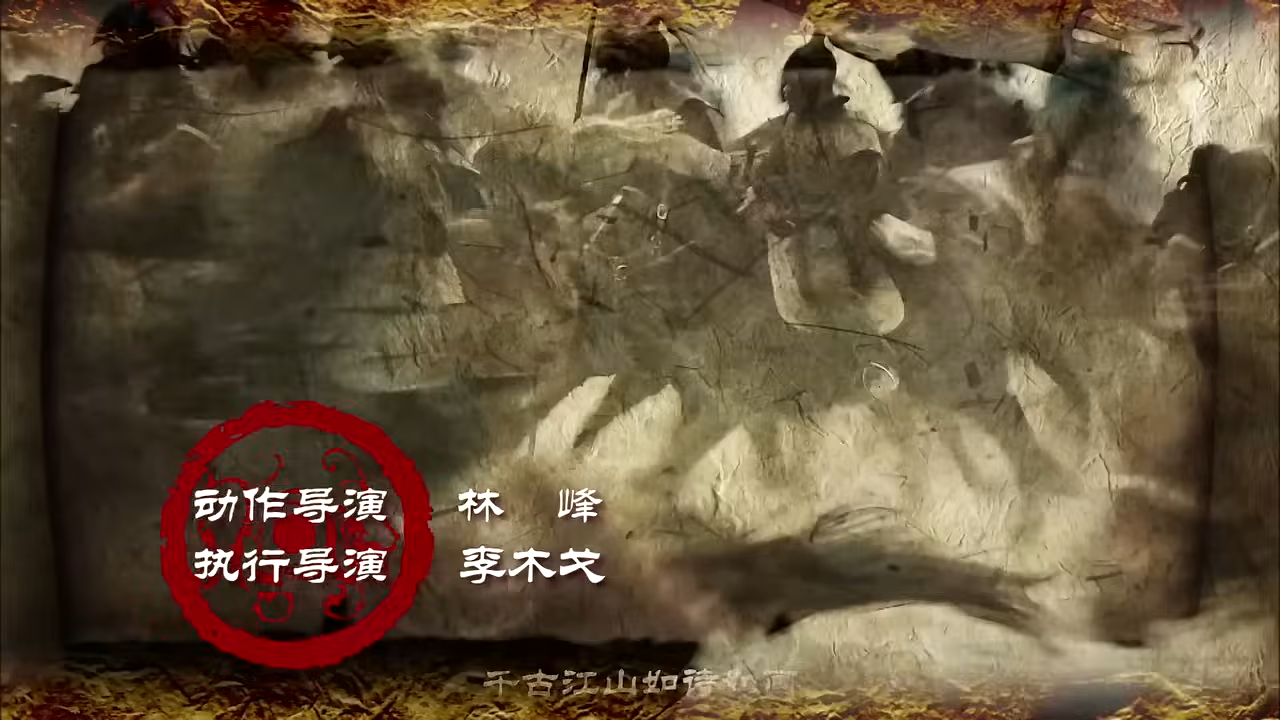 动作导演 林 峰
执行导演 李木戈
千古江山如诗如画